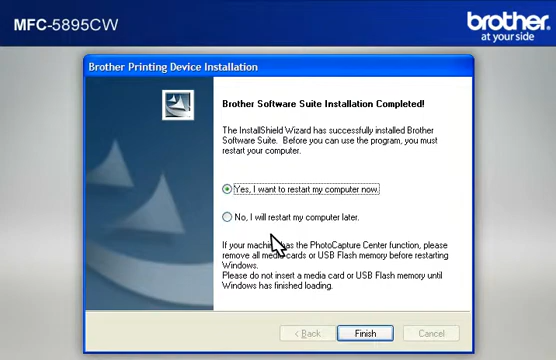 MFC-5895CW
brother
at your side
Brother Printing Device Installation
Brother Software Suite Installation Completed!
The InstallShield Wizard has successfully installed Brother
Software Suite. Before you can use the program, you must
restart your computer.
Yes, I want to restart my computer now.
No, I will restart my computer later.
If your machine has the PhotoCapture Center function, please
remove all media cards or USB Flash memory before restarting
Windows.
Please do not insert a media card or USB Flash memory until
Windows has finished loading.
< Back
Finish
Cancel